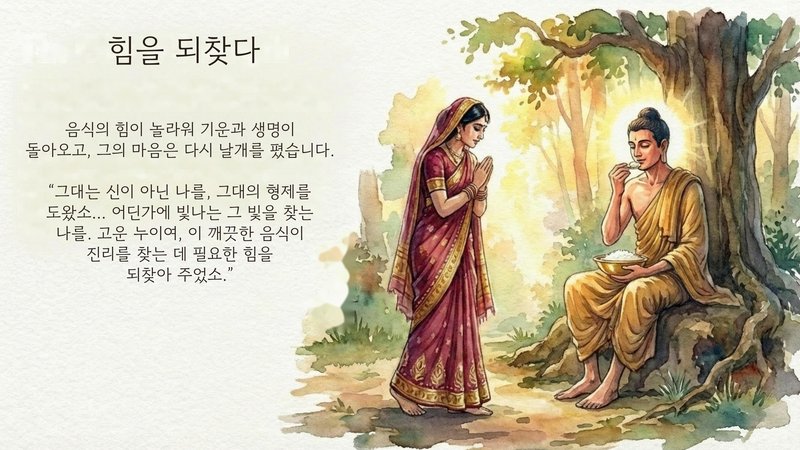 힘을 되찾다
음식의 힘이 놀라워 기운과 생명이
돌아오고, 그의 마음은 다시 날개를 폈습니다.
“그대는 신이 아닌 나를, 그대의 형제를
도왔소... 어딘가에 빛나는 그 빛을 찾는
나를. 고운 누이여, 이 깨끗한 음식이
진리를 찾는 데 필요한 힘을
되찾아 주었소.”